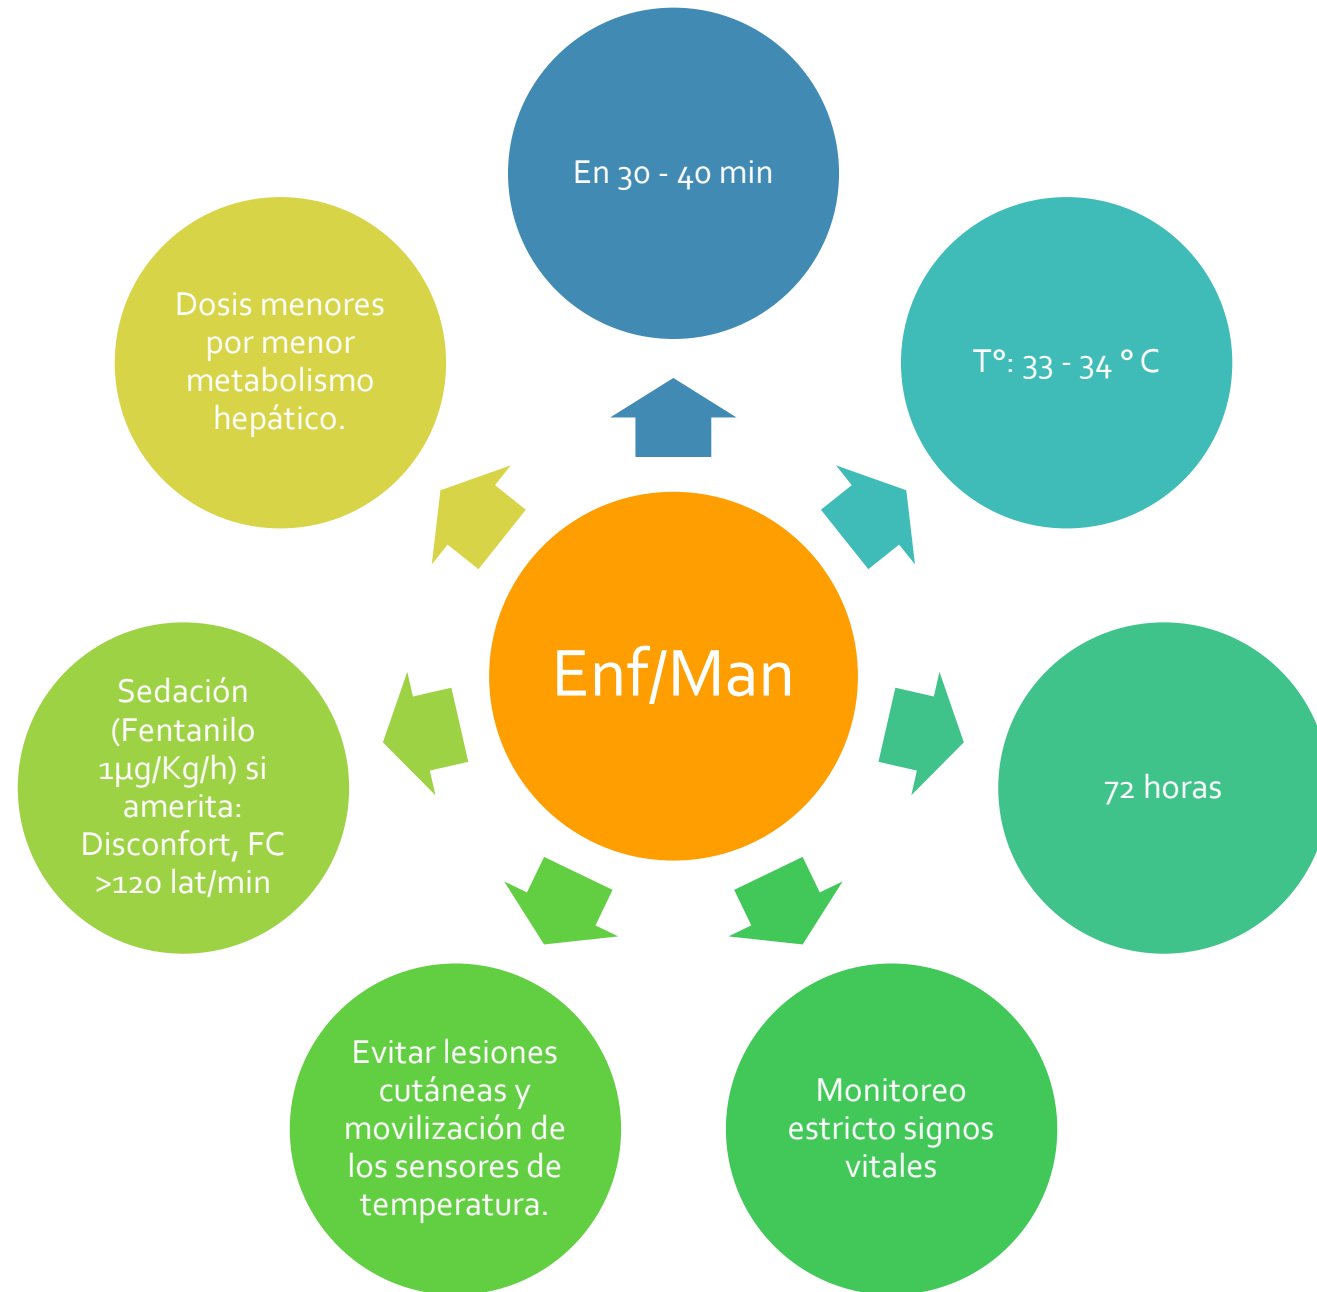 En 30 - 40 min
T°: 33 - 34 ° C
72 horas
Monitoreo
estricto signos
vitales
Evitar lesiones
cutáneas y
movilización de
los sensores de
temperatura.
Sedación
(Fentanilo
1µg/Kg/h) si
amerita:
Disconfort, FC
>120 lat/min
Dosis menores
por menor
metabolismo
hepático.
Enf/Man